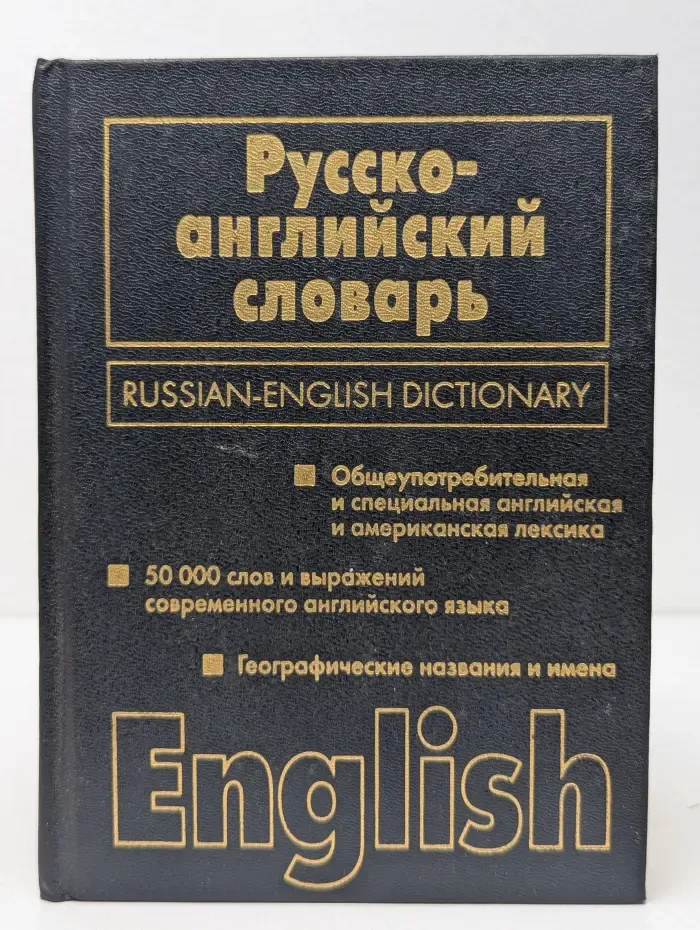 Русско-
английский
словарь
RUSSIAN-ENGLISH DICTIONARY
Общеупотребительная
и специальная английская
и американская лексика
50 000 слов и выражений
современного английского языка
Географические названия и имена
English